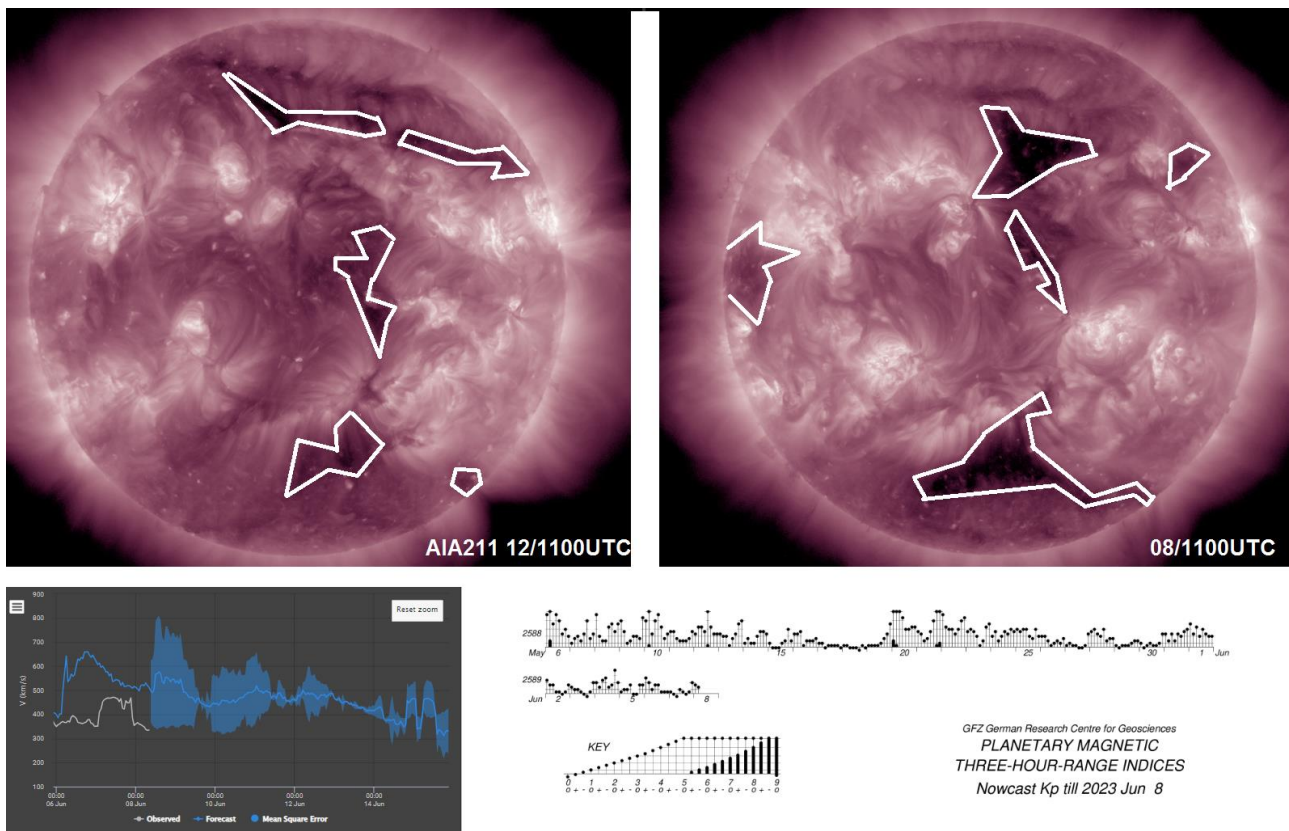 AIA211 12/1100UTC
08/1100UTC
900
Reset zoom
800
700
600
500
400
300
200
100
V (km/s)
00:00 00:00 00:00 00:00 00:00
06 Jun 08 Jun 10 Jun 12 Jun 14 Jun
Observed Forecast Mean Square Error
2588
May 6 10 15 20 25 30 1 Jun
2589
Jun 2 5 8
KEY
0 1 2 3 4 5 6 7 8 9
o + - o + - o + - o + - o + - o + - o + - o + - o + - o
GFZ German Research Centre for Geosciences
PLANETARY MAGNETIC
THREE-HOUR-RANGE INDICES
Nowcast Kp till 2023 Jun 8